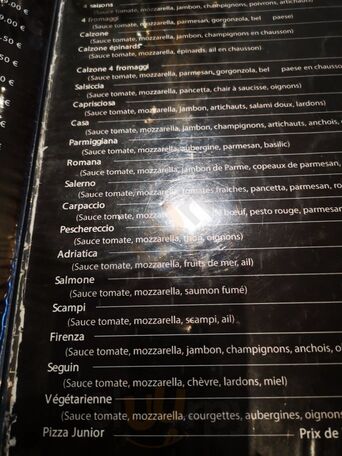 4 saisons
(Sauce tomate, mozzarella, jambon, champignons, poivrons, artichauts)
4 fromaggi
(Sauce tomate, mozzarella, parmesan, gorgonzola, bel paese)
Calzone
(Sauce tomate, mozzarella, jambon, champignons en chausson)
Calzone épinards
(Sauce tomate, mozzarella, épinards, ail en chausson)
Calzone 4 fromaggi
(Sauce tomate, mozzarella, parmesan, gorgonzola, bel paese en chausson
Salsiccia
(Sauce tomate, mozzarella, pancetta, chair à saucisse, oignons)
Capricciosa
(Sauce tomate, mozzarella, jambon, artichauts, salami doux, lardons)
Casa
(Sauce tomate, mozzarella, jambon, champignons, artichauts, anchois,
Parmiggiana
(Sauce tomate, mozzarella, aubergine, parmesan, basilic)
Romana
(Sauce tomate, mozzarella, jambon de Parme, copeaux de parmesan,
Salerno
(Sauce tomate, mozzarella, tomates fraîches, pancetta, parmesan, ro
Carpaccio
(Sauce tomate, mozzarella, bœuf, pesto rouge, parmesan
Peschereccio
(Sauce tomate, mozzarella, thon, oignons)
Adriatica
(Sauce tomate, mozzarella, fruits de mer, ail)
Salmone
(Sauce tomate, mozzarella, saumon fumé)
Scampi
(Sauce tomate, mozzarella, scampi, ail)
Firenza
(Sauce tomate, mozzarella, jambon, champignons, anchois, o
Seguin
(Sauce tomate, mozzarella, chèvre, lardons, miel)
Végétarienne
(Sauce tomate, mozzarella, courgettes, aubergines, oignons
Pizza Junior Prix de